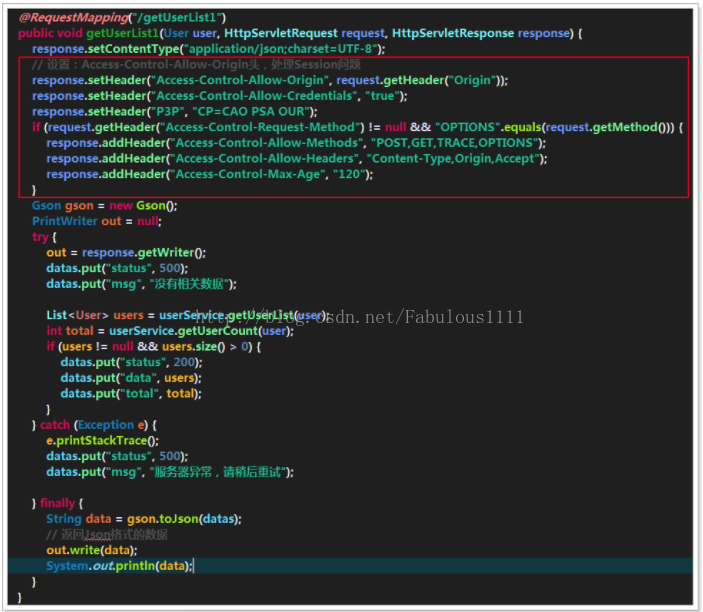 @RequestMapping("/getUserList1")
public void getUserList1(User user, HttpServletRequest request, HttpServletResponse response) {
response.setContentType("application/json;charset=UTF-8");
// 设置：Access-Control-Allow-Origin头，处理Session问题
response.setHeader("Access-Control-Allow-Origin", request.getHeader("Origin"));
response.setHeader("Access-Control-Allow-Credentials", "true");
response.setHeader("P3P", "CP=CAO PSA OUR");
if (request.getHeader("Access-Control-Request-Method") != null && "OPTIONS".equals(request.getMethod())) {
response.addHeader("Access-Control-Allow-Methods", "POST,GET,TRACE,OPTIONS");
response.addHeader("Access-Control-Allow-Headers", "Content-Type,Origin,Accept");
response.addHeader("Access-Control-Max-Age", "120");
}
Gson gson = new Gson();
PrintWriter out = null;
try {
out = response.getWriter();
datas.put("status", 500);
datas.put("msg", "没有相关数据");
List<User> users = userService.getUserList(user);
http://blog.csdn.net/Fabulous1111
int total = userService.getUserCount(user);
if (users != null && users.size() > 0) {
datas.put("status", 200);
datas.put("data", users);
datas.put("total", total);
}
} catch (Exception e) {
e.printStackTrace();
datas.put("status", 500);
datas.put("msg", "服务器异常，请稍后重试");
} finally {
String data = gson.toJson(datas);
// 返回Json格式的数据
out.write(data);
System.out.println(data);
}
}